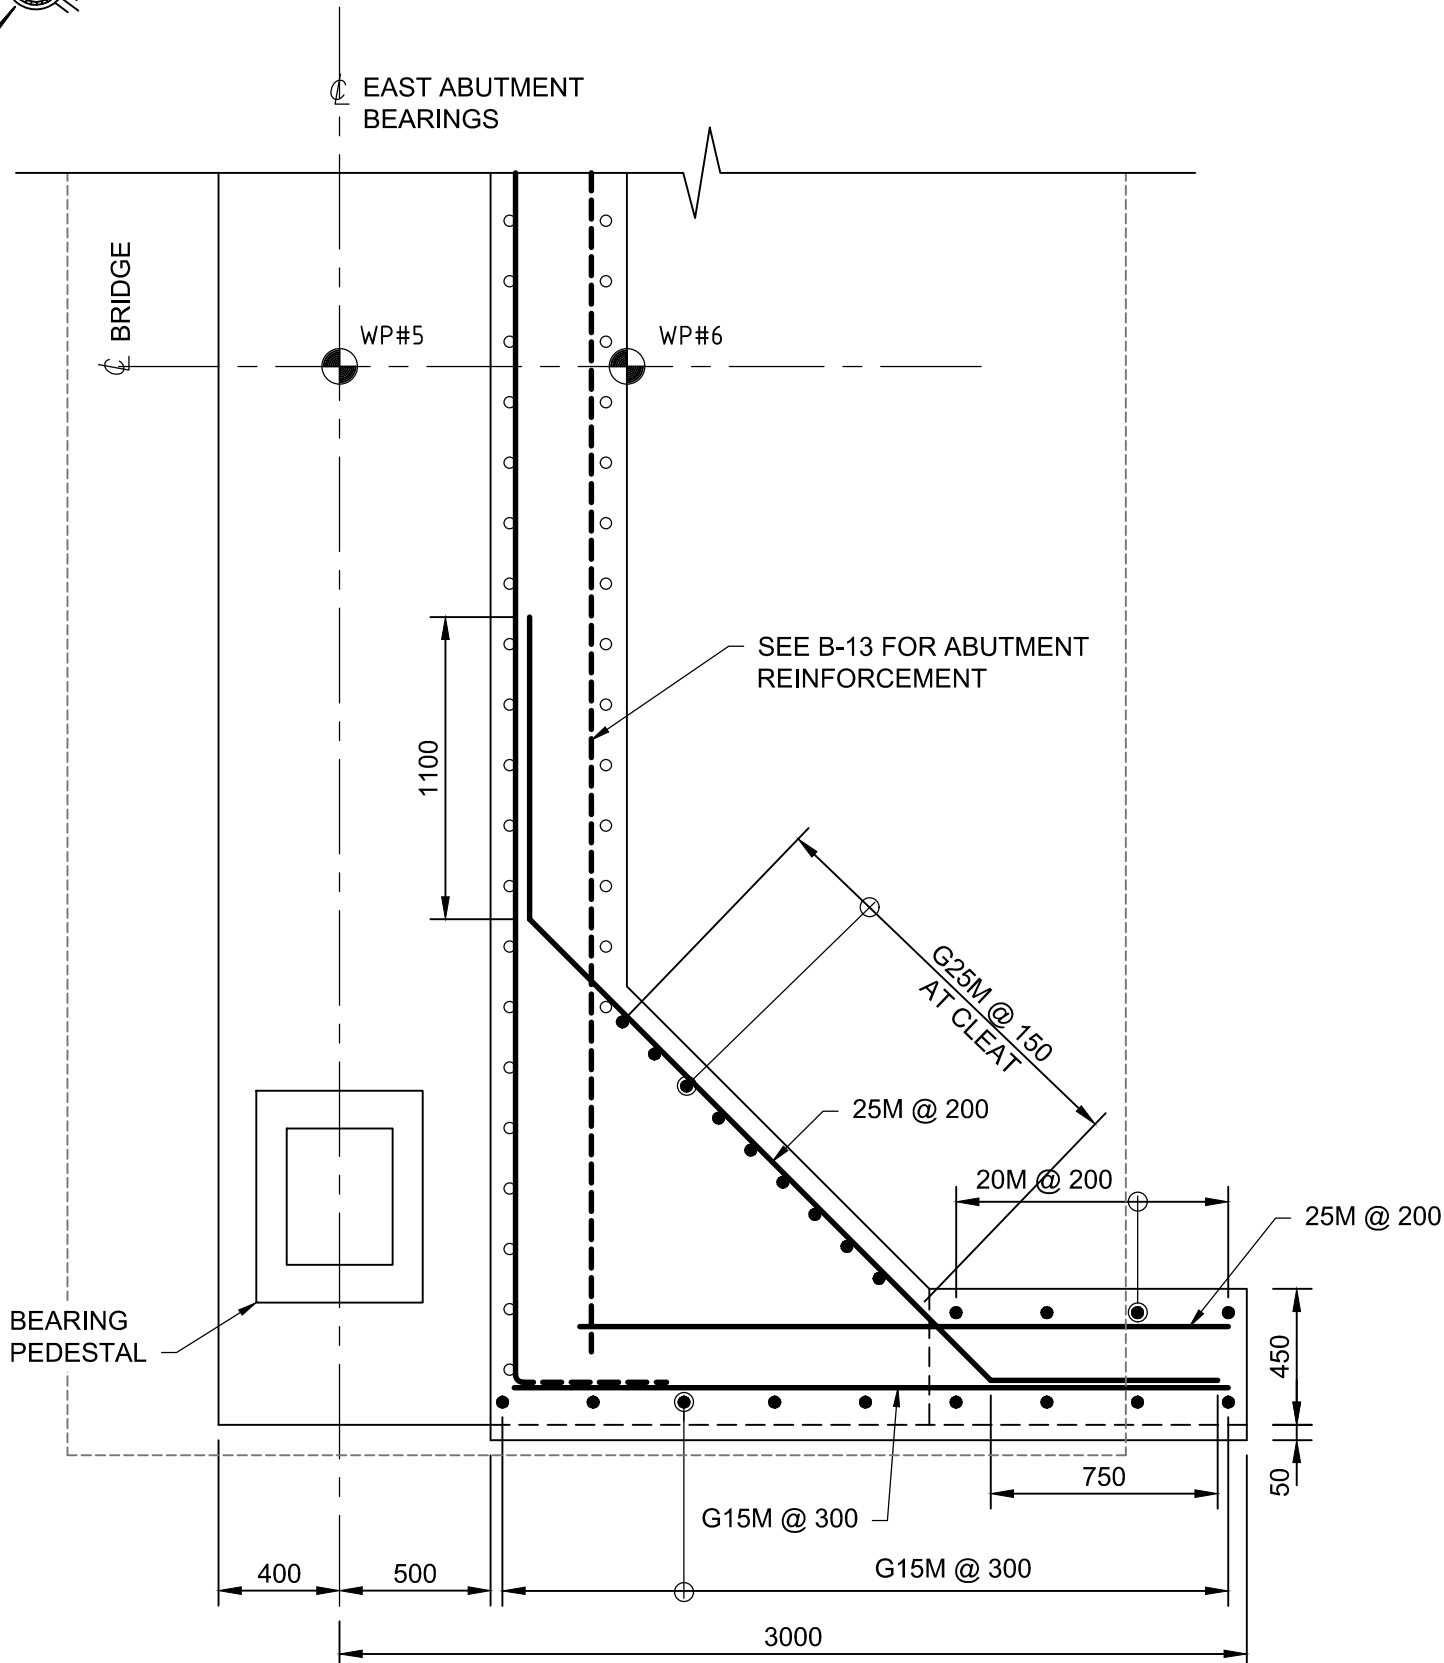 ℄ EAST ABUTMENT
BEARINGS
℄ BRIDGE
WP#5
WP#6
SEE B-13 FOR ABUTMENT
REINFORCEMENT
1100
G25M @ 150
AT CLEAT
25M @ 200
20M @ 200
25M @ 200
BEARING
PEDESTAL
450
50
750
G15M @ 300
400
500
G15M @ 300
3000